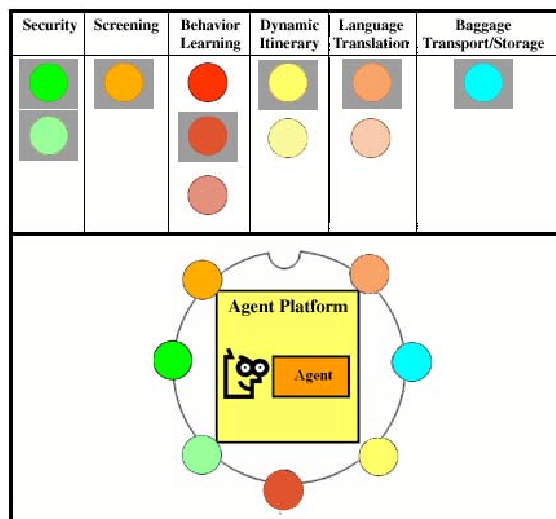 Security Screening Behavior Dynamic Language Baggage
Learning Itinerary Translation Transport/Storage
Agent Platform
Agent